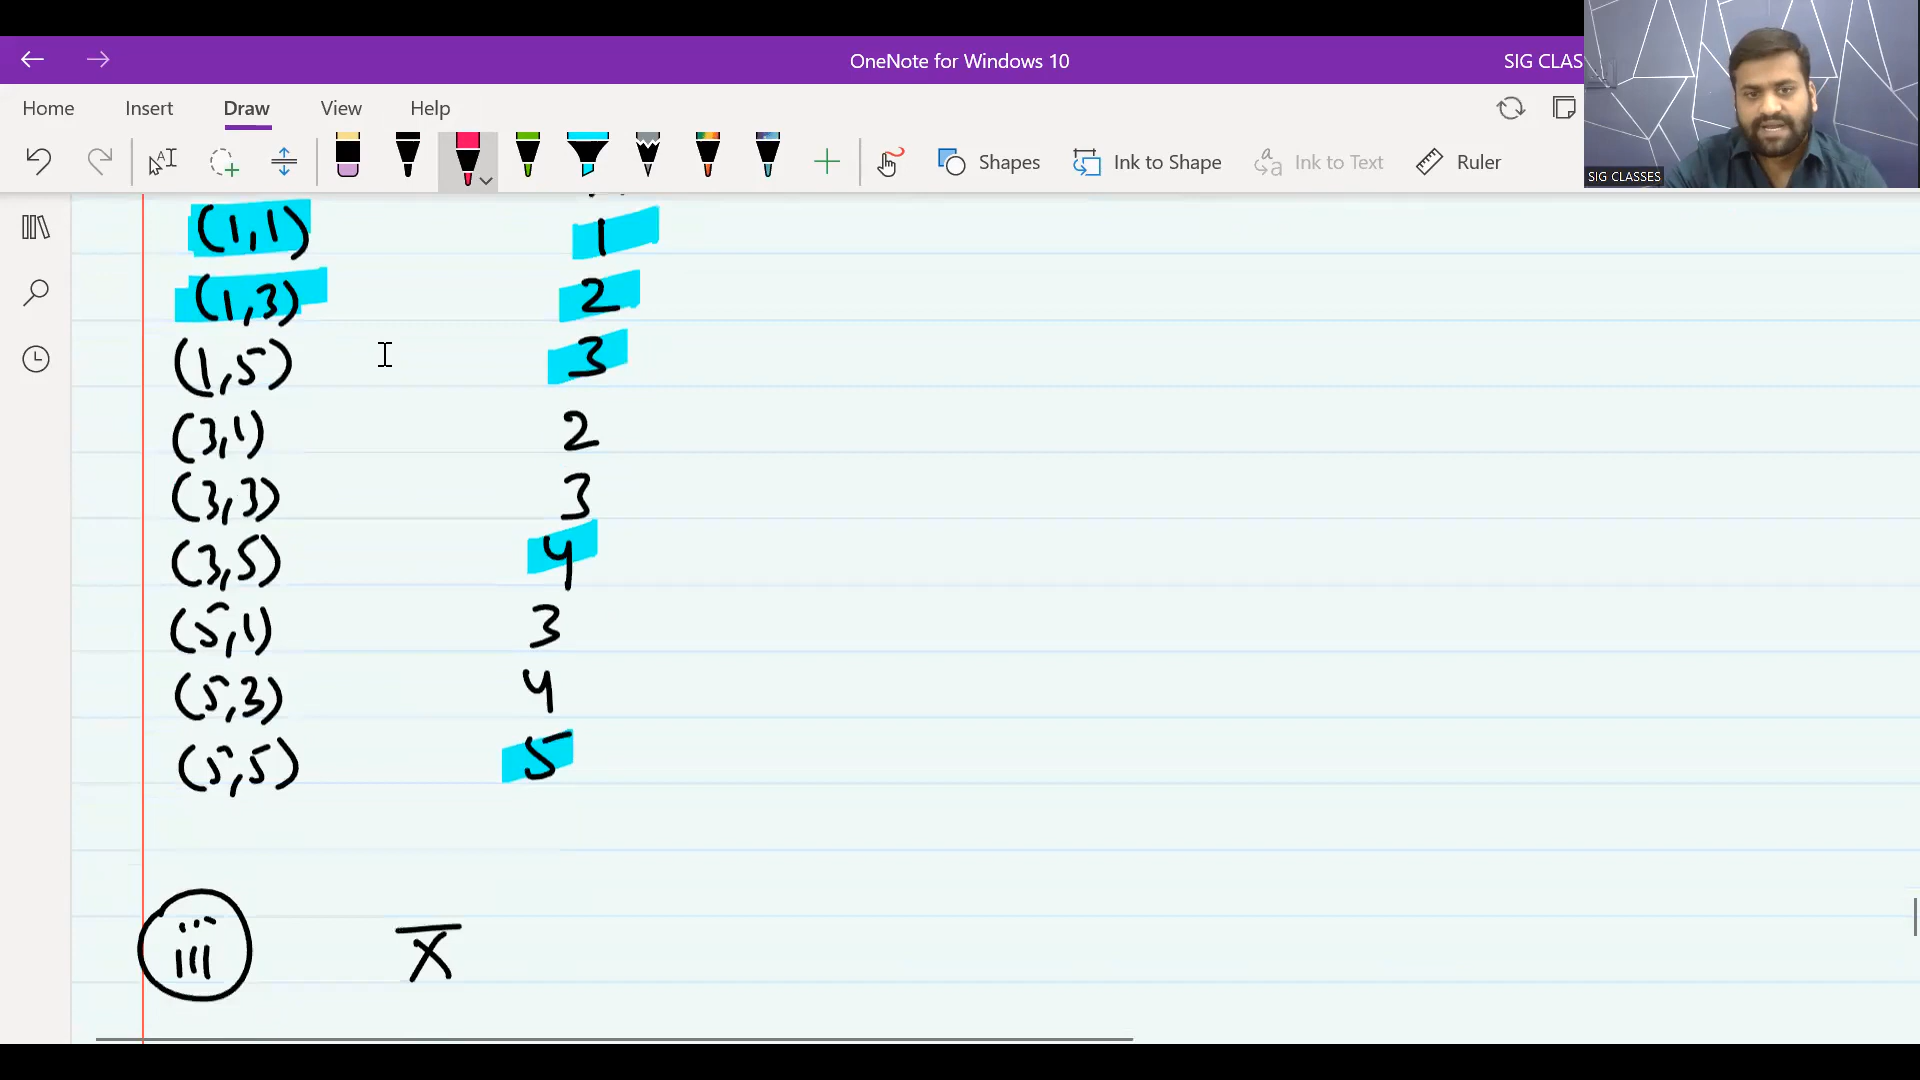 OneNote for Windows 10
SIG CLAS
Home Insert Draw View Help
Shapes Ink to Shape Ink to Text Ruler
SIG CLASSES
(1,1) 1
(1,3) 2
(1,5) 3
(3,1) 2
(3,3) 3
(3,5) 4
(5,1) 3
(5,3) 4
(5,5) 5
iii X̅